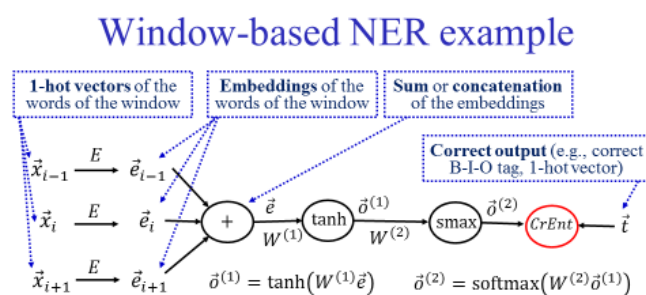 Window-based NER example
1-hot vectors of the
words of the window
Embeddings of the
words of the window
Sum or concatenation
of the embeddings
Correct output (e.g., correct
B-I-O tag, 1-hot vector)
x⃗ᵢ₋₁ E e⃗ᵢ₋₁
x⃗ᵢ E e⃗ᵢ + e⃗ W⁽¹⁾ tanh o⃗⁽¹⁾ W⁽²⁾ smax o⃗⁽²⁾ CrEnt t⃗
x⃗ᵢ₊₁ E e⃗ᵢ₊₁
o⃗⁽¹⁾ = tanh(W⁽¹⁾e⃗) o⃗⁽²⁾ = softmax(W⁽²⁾o⃗⁽¹⁾)